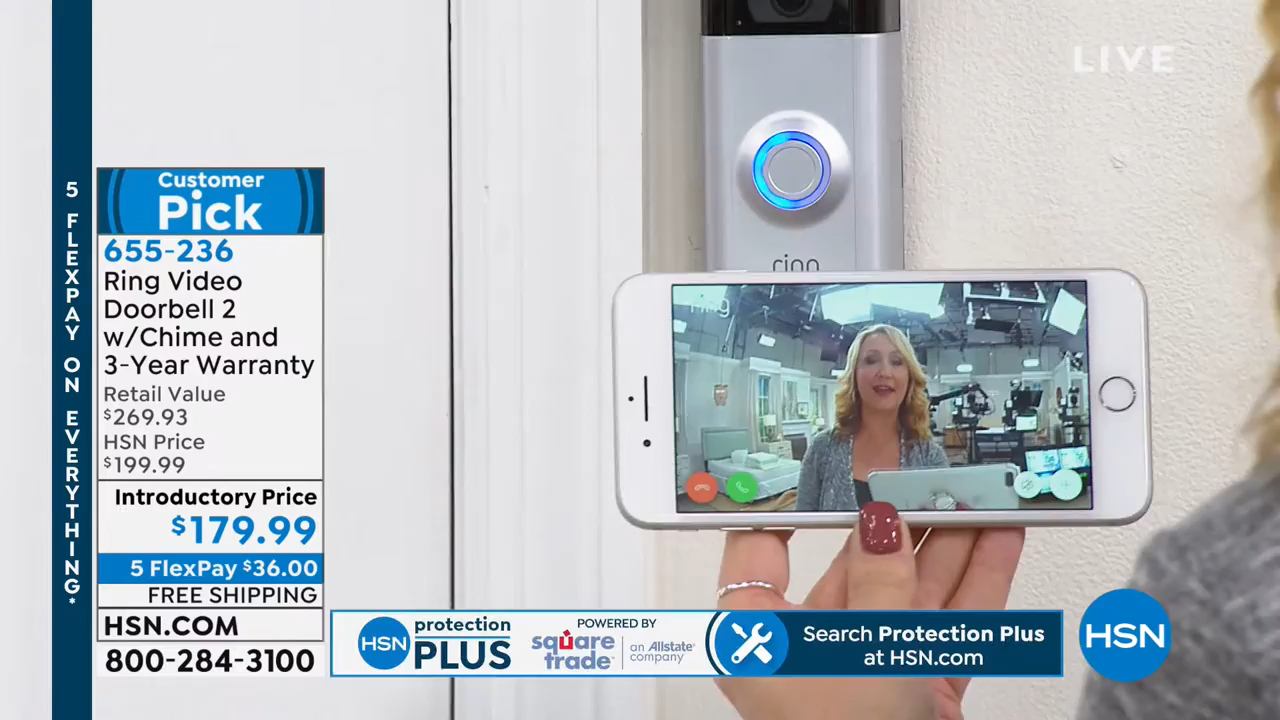 LIVE
5 FLEXPAY ON EVERYTHING.*
Customer
Pick
655-236
Ring Video
Doorbell 2
w/Chime and
3-Year Warranty
Retail Value
$269.93
HSN Price
$199.99
Introductory Price
$179.99
5 FlexPay $36.00
FREE SHIPPING
HSN.COM
800-284-3100
ring
ring
HSN
protection
PLUS
POWERED BY
square
trade
an Allstate
company
Search Protection Plus
at HSN.com
HSN